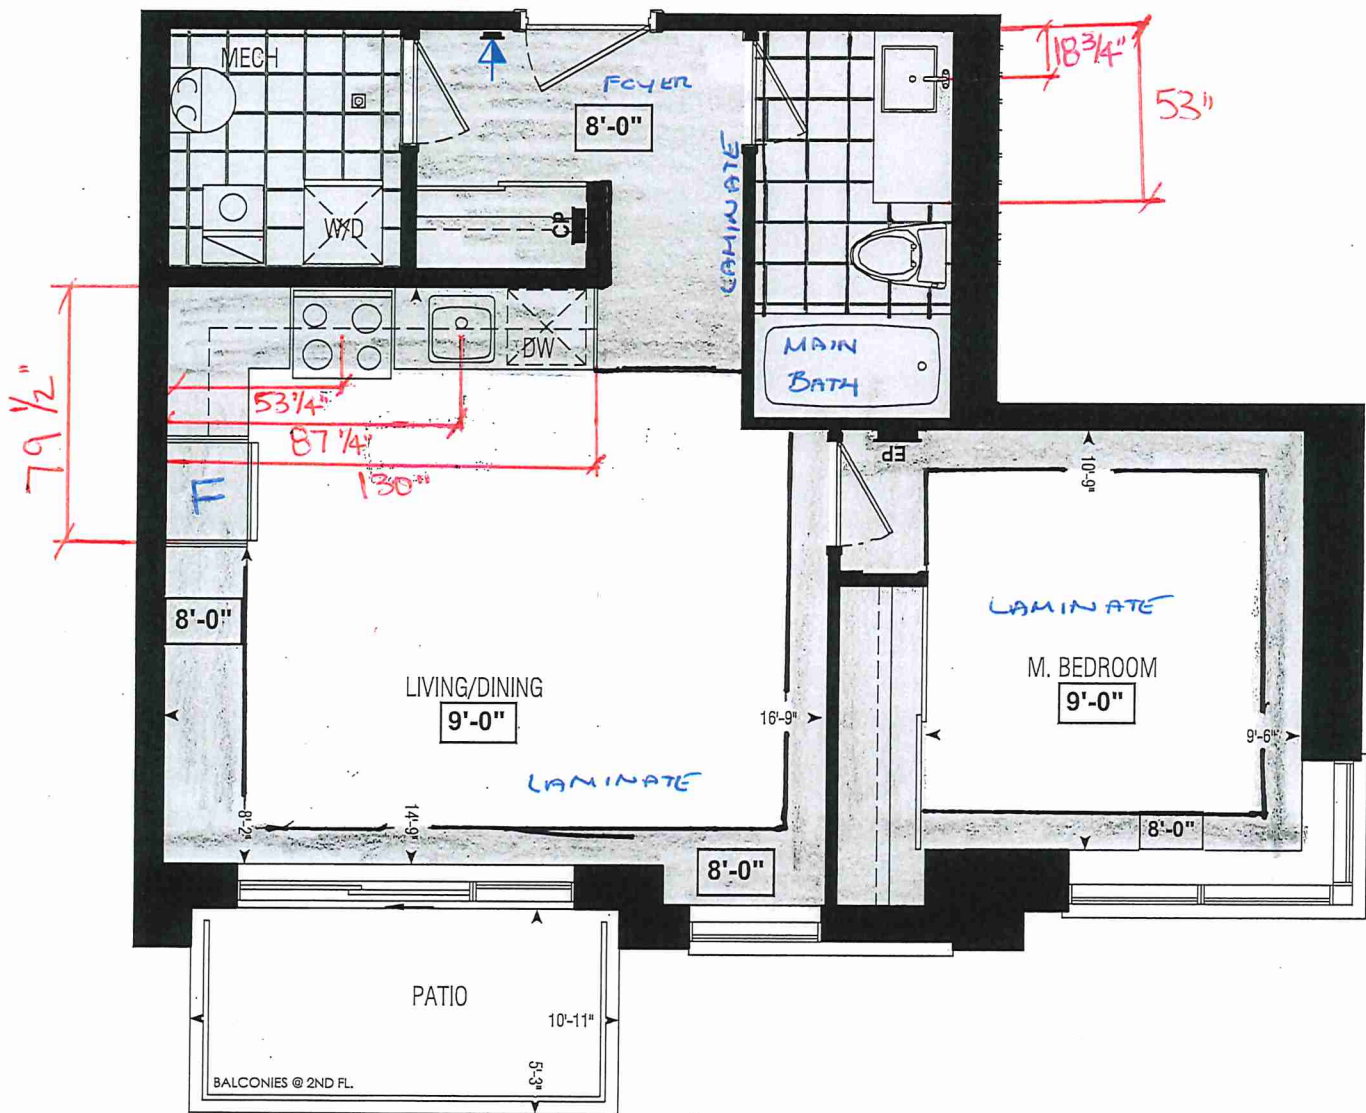 MECH
FOYER
8'-0"
18 3/4"
53"
CC
W/D
CP
LAMINATE
MAIN
BATH
DW
79 1/2"
53 1/4"
87 1/4"
130"
F
EP
10'-9"
8'-0"
LAMINATE
M. BEDROOM
9'-0"
LIVING/DINING
9'-0"
16'-9"
9'-6"
LAMINATE
8'-2"
14'-9"
8'-0"
8'-0"
PATIO
10'-11"
5'-3"
BALCONIES @ 2ND FL.